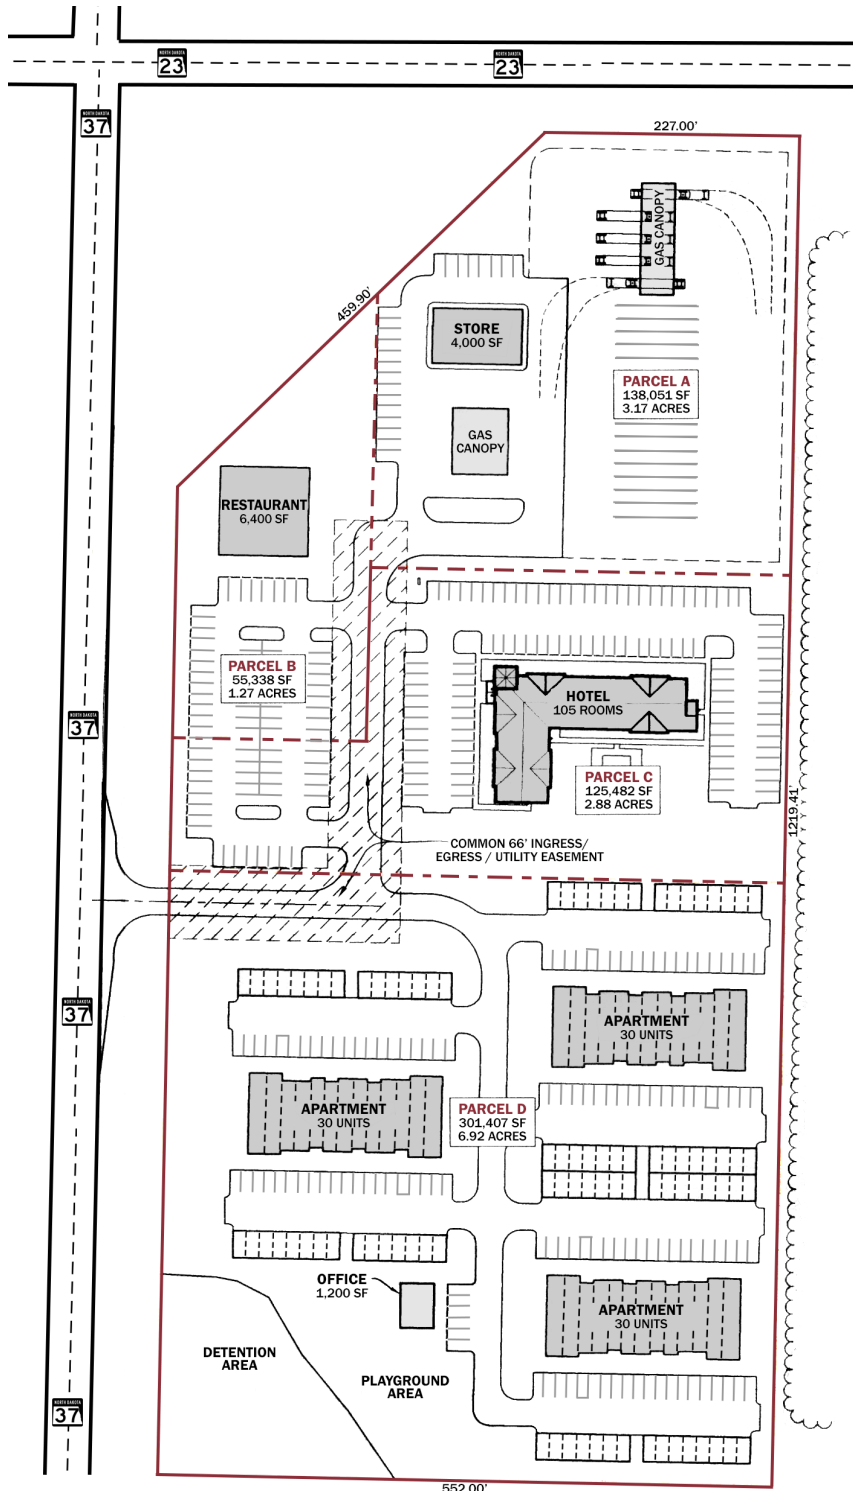 NORTH DAKOTA
23
NORTH DAKOTA
23
NORTH DAKOTA
37
227.00'
GAS CANOPY
459.90'
STORE
4,000 SF
PARCEL A
138,051 SF
3.17 ACRES
GAS
CANOPY
RESTAURANT
6,400 SF
PARCEL B
55,338 SF
1.27 ACRES
HOTEL
105 ROOMS
NORTH DAKOTA
37
PARCEL C
125,482 SF
2.88 ACRES
1219.41'
COMMON 66' INGRESS/
EGRESS / UTILITY EASEMENT
NORTH DAKOTA
37
APARTMENT
30 UNITS
APARTMENT
30 UNITS
PARCEL D
301,407 SF
6.92 ACRES
OFFICE
1,200 SF
APARTMENT
30 UNITS
DETENTION
AREA
PLAYGROUND
AREA
NORTH DAKOTA
37
552.00'